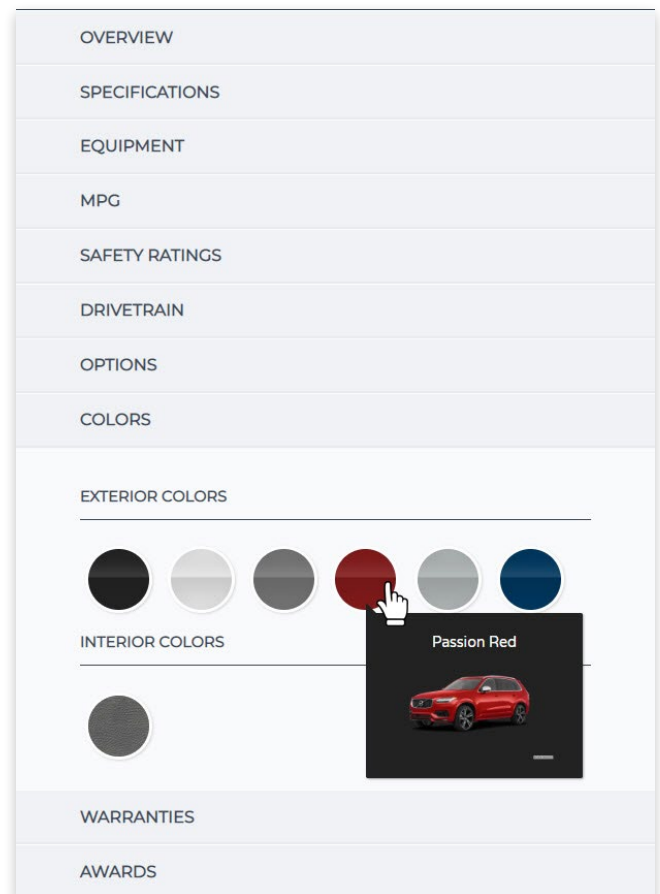 OVERVIEW
SPECIFICATIONS
EQUIPMENT
MPG
SAFETY RATINGS
DRIVETRAIN
OPTIONS
COLORS
EXTERIOR COLORS
INTERIOR COLORS
Passion Red
WARRANTIES
AWARDS